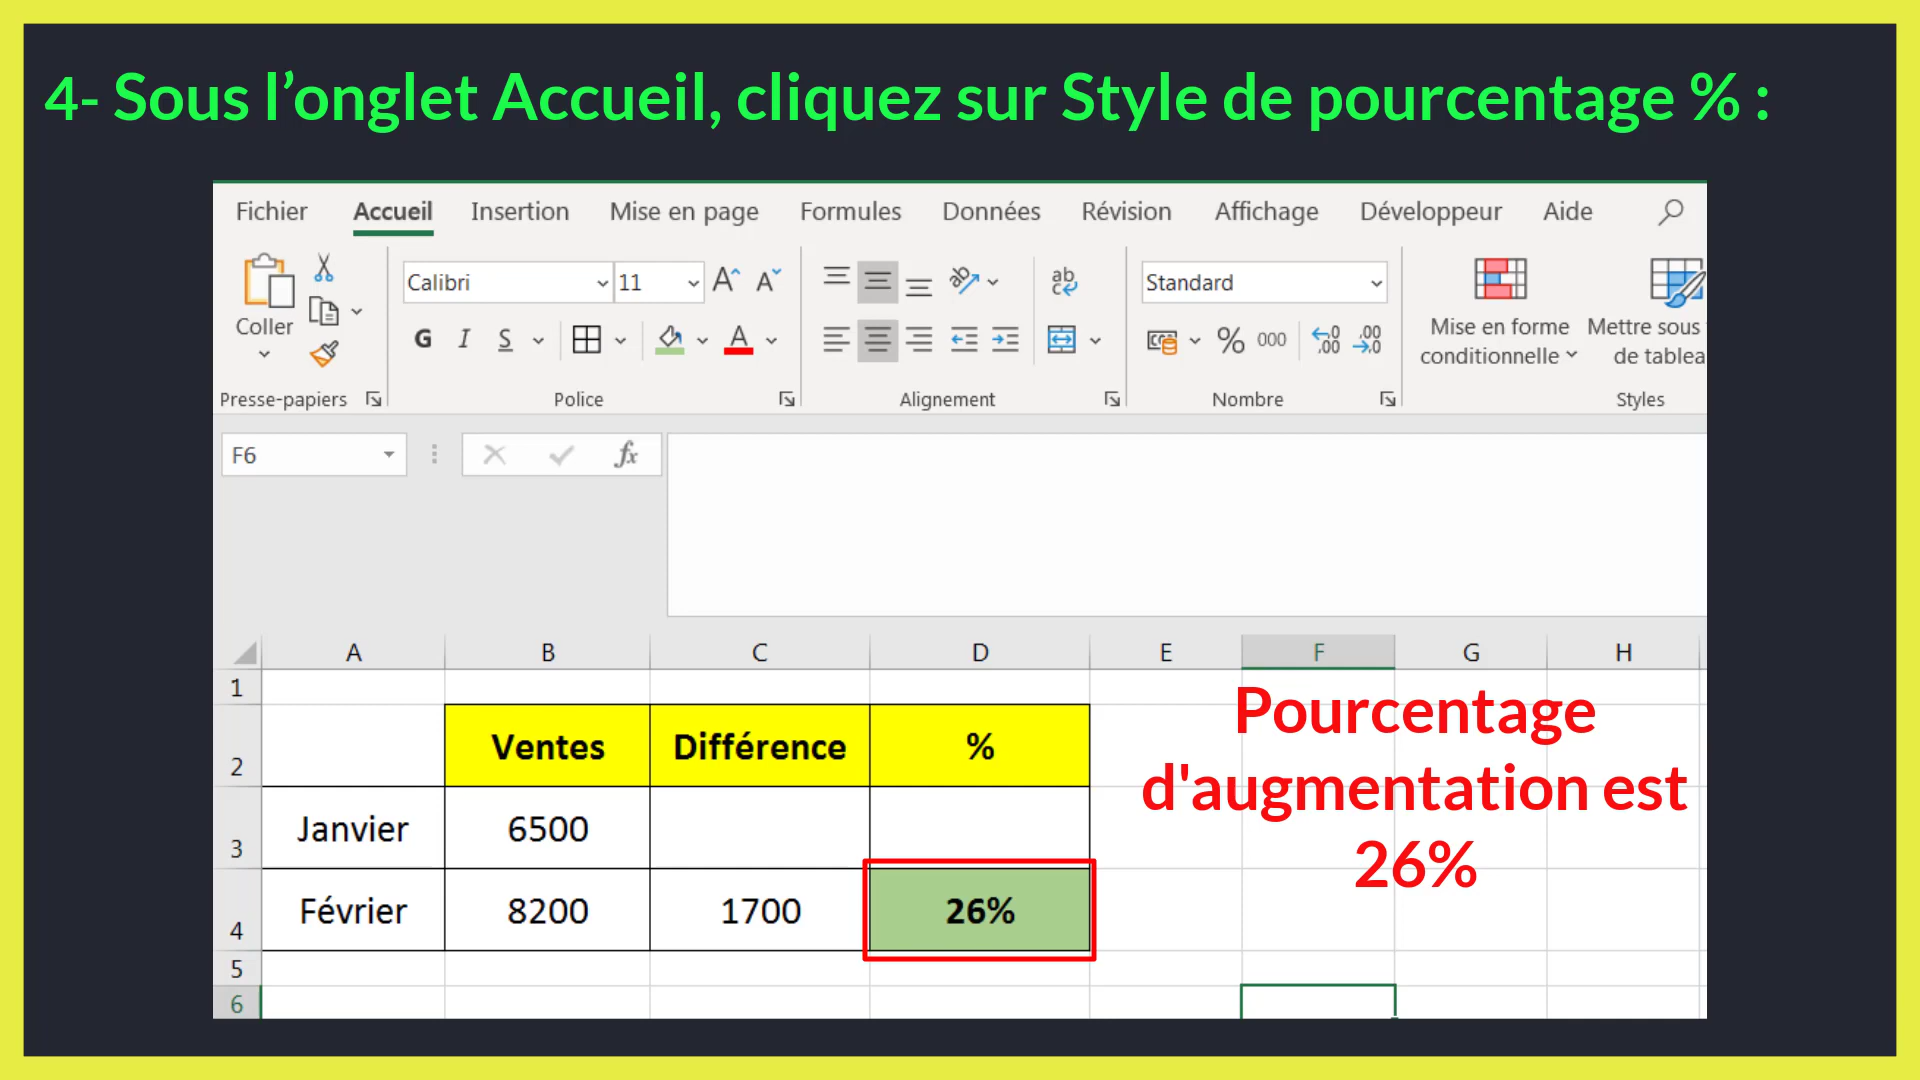 4- Sous l’onglet Accueil, cliquez sur Style de pourcentage % :
Fichier Accueil Insertion Mise en page Formules Données Révision Affichage Développeur Aide
Calibri 11 A A ab Standard
Coller
G I S A % 000
Mise en forme conditionnelle
Mettre sous
de tablea
Presse-papiers Police Alignement Nombre Styles
F6 fx
A B C D E F G H
1
2 Ventes Différence %
3 Janvier 6500
4 Février 8200 1700 26%
5
6
Pourcentage
d'augmentation est
26%